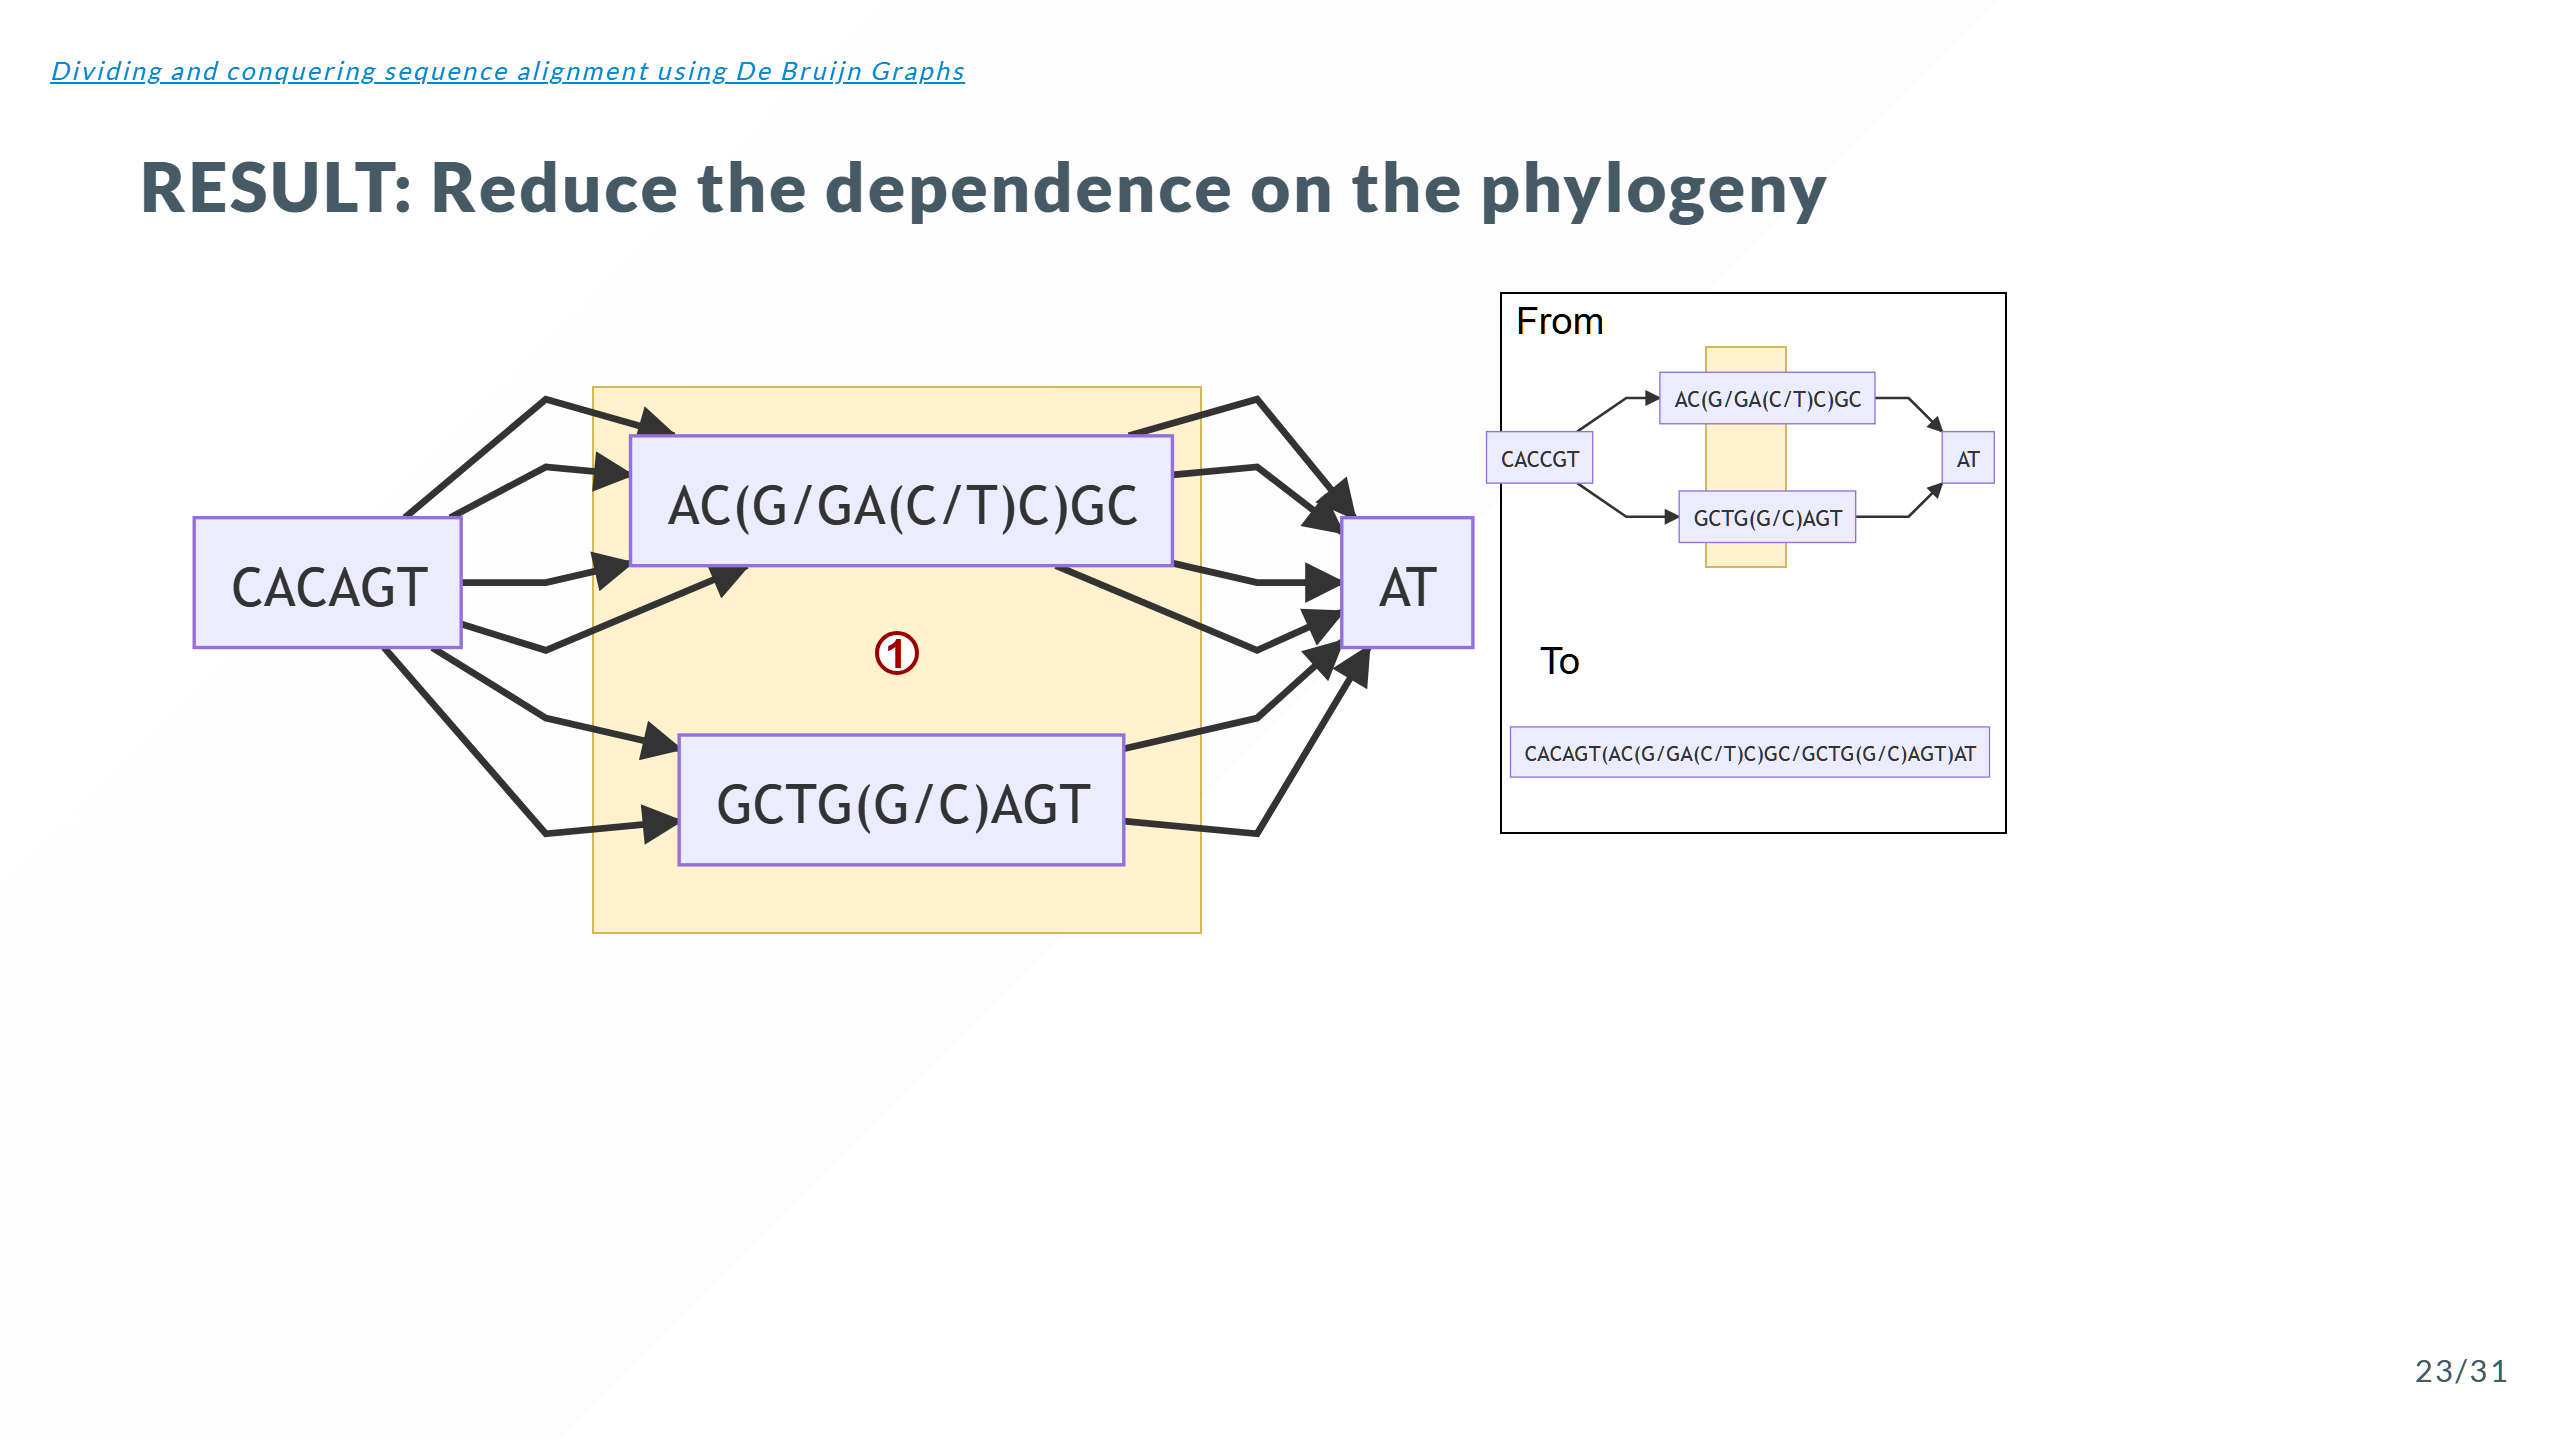 Dividing and conquering sequence alignment using De Bruijn Graphs
RESULT: Reduce the dependence on the phylogeny
CACAGT
AC(G/GA(C/T)C)GC
①
GCTG(G/C)AGT
AT
From
AC(G/GA(C/T)C)GC
CACCGT
AT
GCTG(G/C)AGT
To
CACAGT(AC(G/GA(C/T)C)GC/GCTG(G/C)AGT)AT
23/31